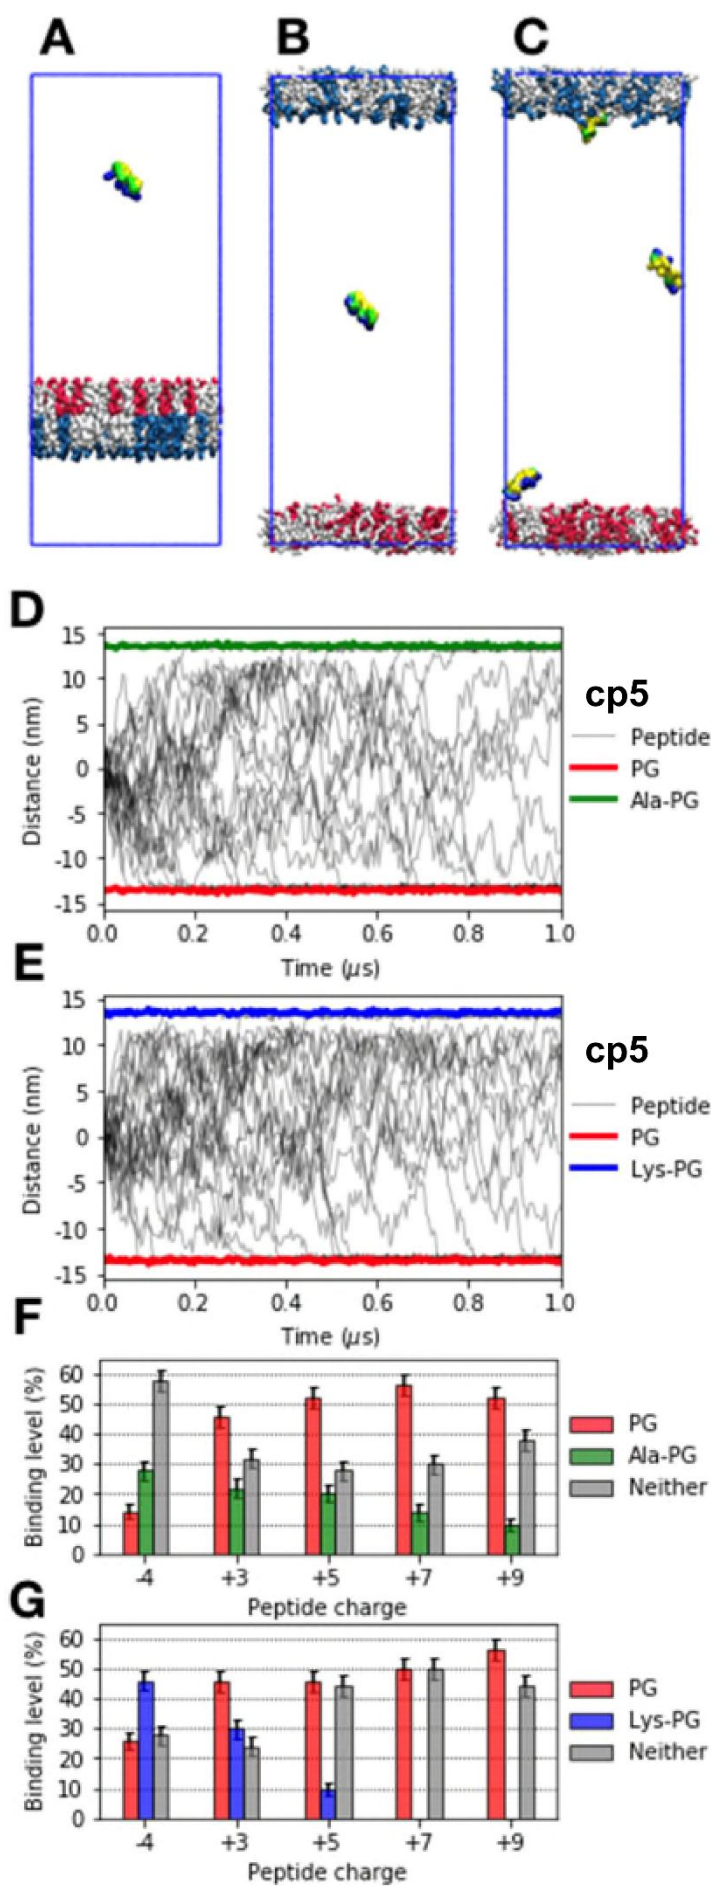 A B C
D
15
10
5
0
-5
-10
-15
Distance (nm)
0.0 0.2 0.4 0.6 0.8 1.0
Time (μs)
cp5
Peptide
PG
Ala-PG
E
15
10
5
0
-5
-10
-15
Distance (nm)
0.0 0.2 0.4 0.6 0.8 1.0
Time (μs)
cp5
Peptide
PG
Lys-PG
F
60
50
40
30
20
10
0
Binding level (%)
-4 +3 +5 +7 +9
Peptide charge
PG
Ala-PG
Neither
G
60
50
40
30
20
10
0
Binding level (%)
-4 +3 +5 +7 +9
Peptide charge
PG
Lys-PG
Neither